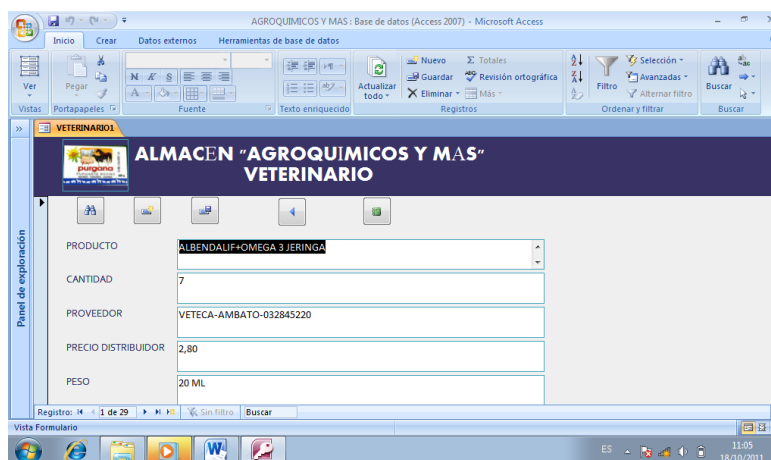 AGROQUIMICOS Y MAS : Base de datos (Access 2007) - Microsoft Access
Inicio Crear Datos externos Herramientas de base de datos
Ver
Pegar
N K S
A
Actualizar todo
Nuevo
Guardar
Eliminar
Totales
Revisión ortográfica
Más
Filtro
Selección
Avanzadas
Alternar filtro
Buscar
Vistas Portapapeles Fuente Texto enriquecido Registros Ordenar y filtrar Buscar
VETERINARIO1
purgana
ALMACEN "AGROQUIMICOS Y MAS"
VETERINARIO
Panel de exploración
PRODUCTO ALBENDALIF+OMEGA 3 JERINGA
CANTIDAD 7
PROVEEDOR VETECA-AMBATO-032845220
PRECIO DISTRIBUIDOR 2,80
PESO 20 ML
Registro: 1 de 29 Sin filtro Buscar
Vista Formulario
ES 11:05
18/10/2011